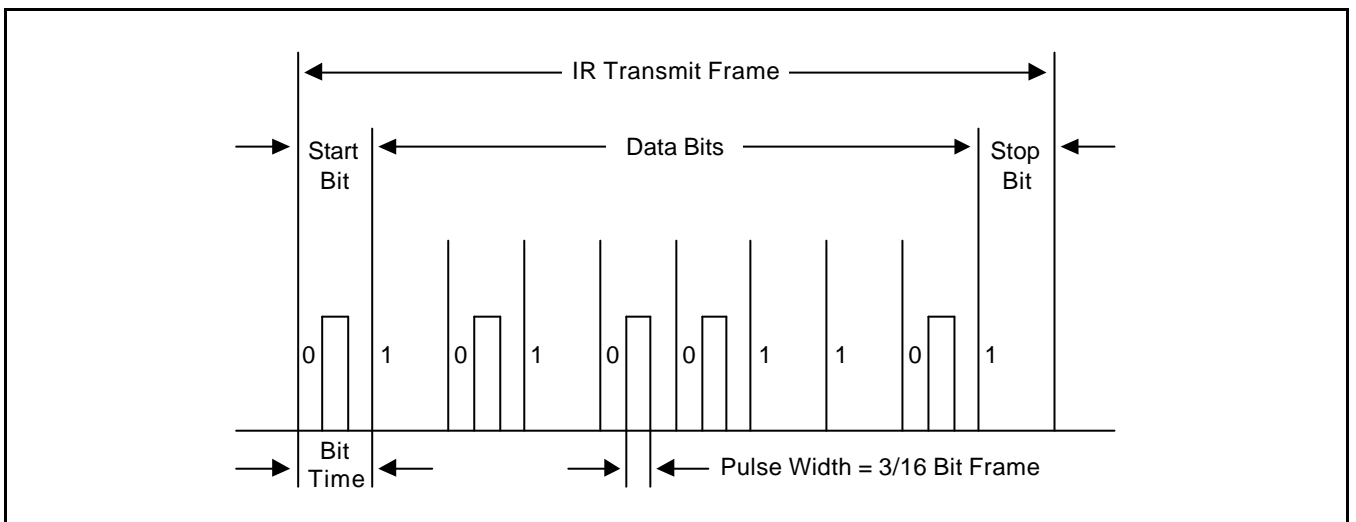 IR Transmit Frame
Start
Bit
Data Bits
Stop
Bit
0 1 0 1 0 0 1 1 0 1
Bit
Time
Pulse Width = 3/16 Bit Frame